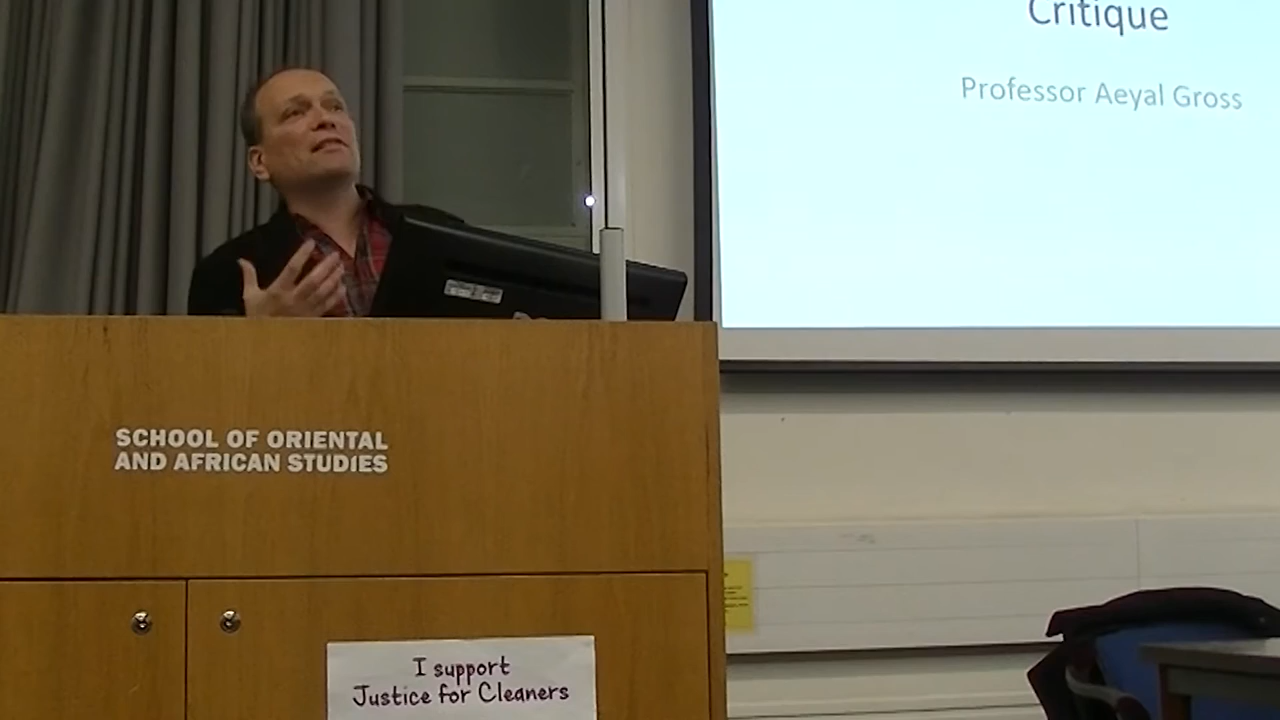 Critique
Professor Aeyal Gross
SCHOOL OF ORIENTAL
AND AFRICAN STUDIES
I support
Justice for Cleaners